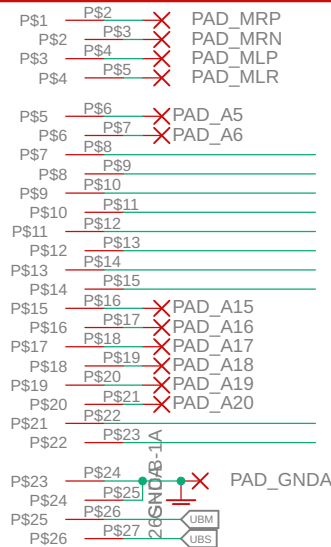 P$1 P$2 PAD_MRP
P$2 P$3 PAD_MRN
P$3 P$4 PAD_MLP
P$4 P$5 PAD_MLR
P$5 P$6 PAD_A5
P$6 P$7 PAD_A6
P$7 P$8
P$8 P$9
P$9 P$10
P$10 P$11
P$11 P$12
P$12 P$13
P$13 P$14
P$14 P$15
P$15 P$16 PAD_A15
P$16 P$17 PAD_A16
P$17 P$18 PAD_A17
P$18 P$19 PAD_A18
P$19 P$20 PAD_A19
P$20 P$21 PAD_A20
P$21 P$22
P$22 P$23
P$23 P$24 PAD_GNDA
P$24 P$25
P$25 P$26 UBM
P$26 P$27 UBS